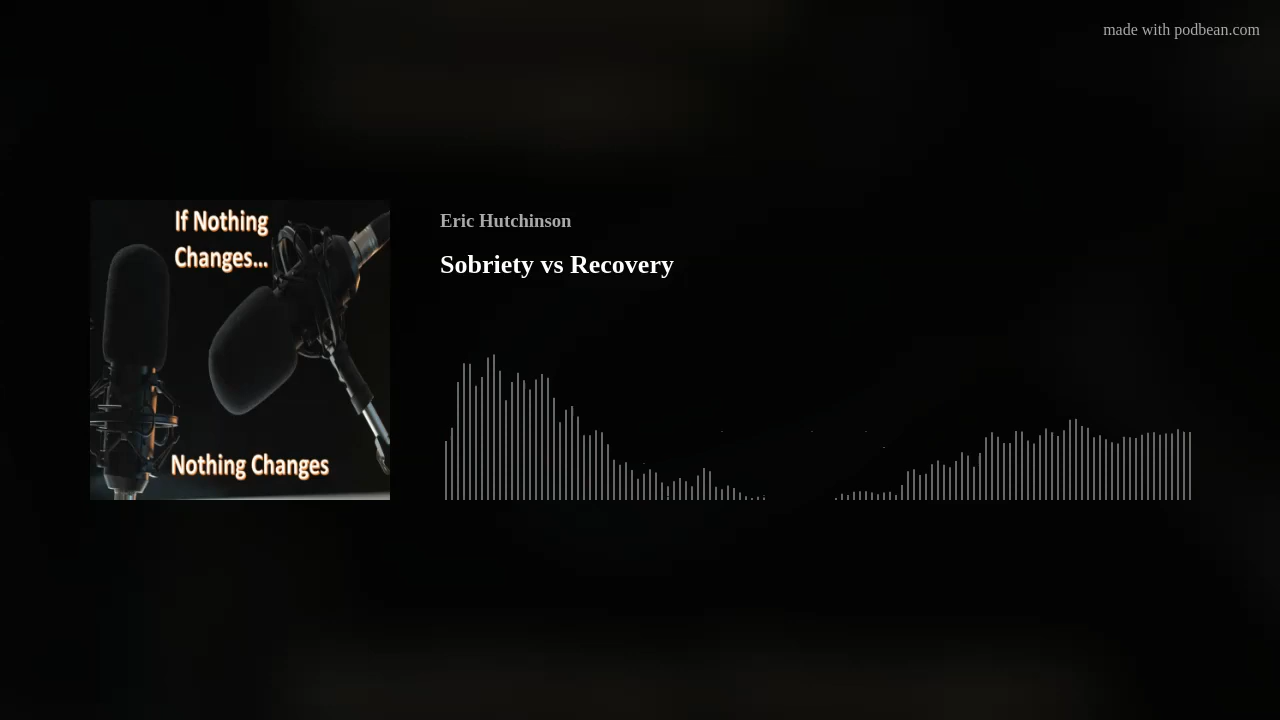 made with podbean.com
If Nothing
Changes...
Nothing Changes
Eric Hutchinson
Sobriety vs Recovery